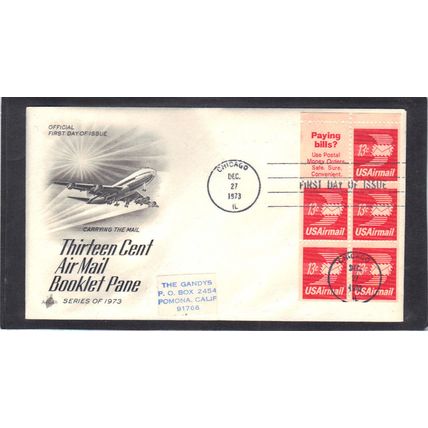 OFFICIAL
FIRST DAY OF ISSUE
CARRYING THE MAIL
Thirteen Cent
Air Mail
Booklet Pane
SERIES OF 1973
THE GANDYS
P. O. BOX 2454
POMONA, CALIF
91766
CHICAGO
DEC.
27
1973
IL
FIRST DAY OF ISSUE
Paying
bills?
Use Postal
Money Orders.
Safe. Sure.
Convenient.
13c
USAirmail
13c
USAirmail
13c
USAirmail
13c
USAirmail
13c
USAirmail
CHICAGO
DEC.